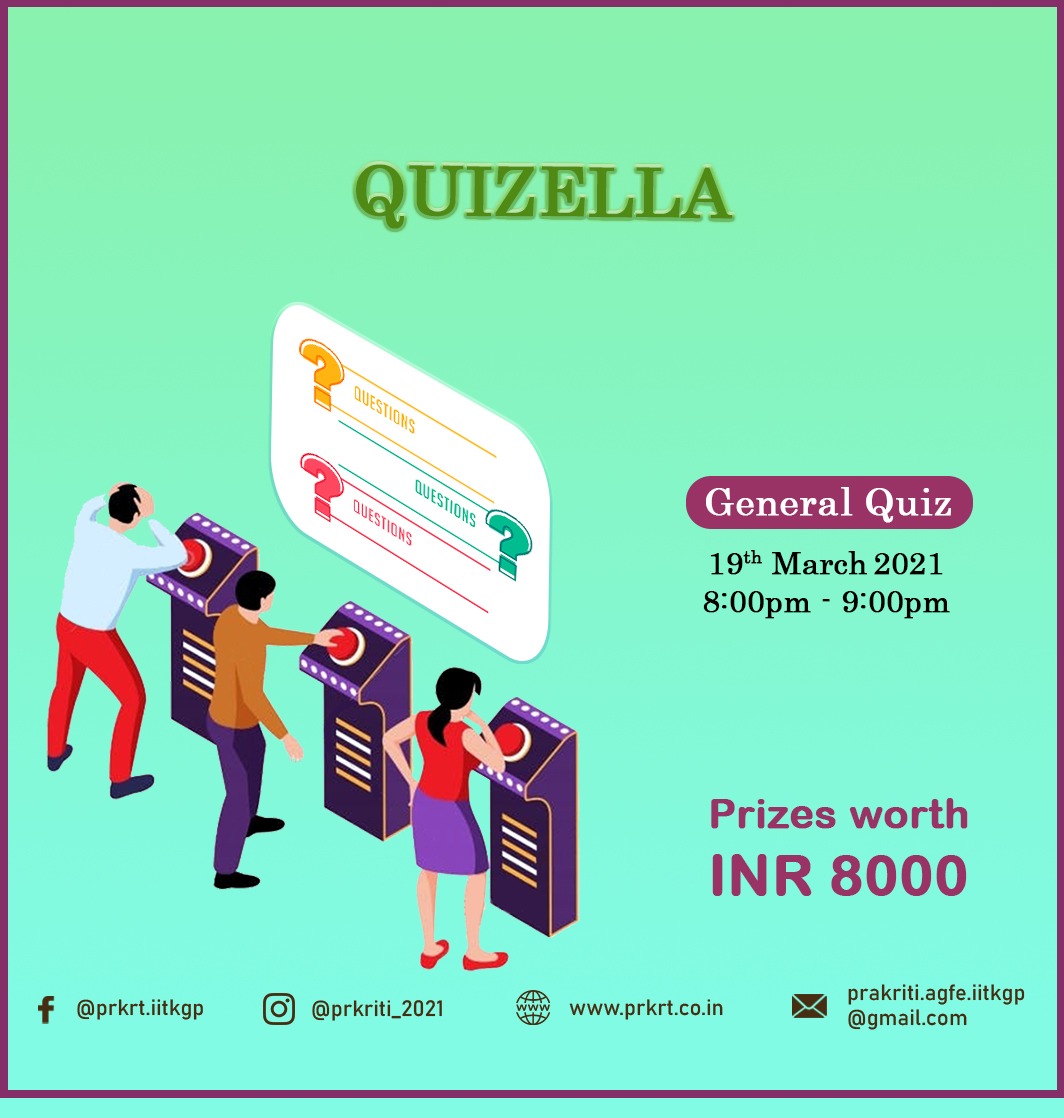 QUIZELLA
QUESTIONS
QUESTIONS
QUESTIONS
General Quiz
19th March 2021
8:00pm - 9:00pm
Prizes worth
INR 8000
@prkrt.iitkgp
@prkriti_2021
www
www.prkrt.co.in
prakriti.agfe.iitkgp
@gmail.com